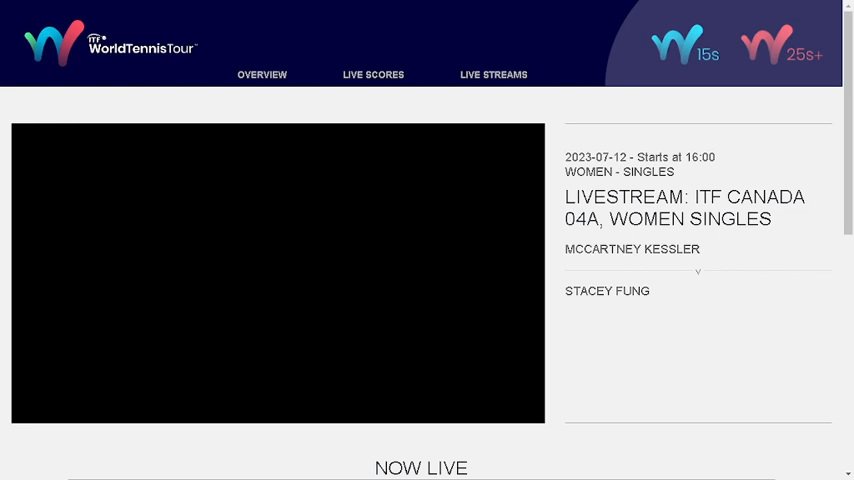 ITF
WorldTennisTour
15s
25s+
OVERVIEW
LIVE SCORES
LIVE STREAMS
2023-07-12 - Starts at 16:00
WOMEN - SINGLES
LIVESTREAM: ITF CANADA
04A, WOMEN SINGLES
MCCARTNEY KESSLER
v
STACEY FUNG
NOW LIVE